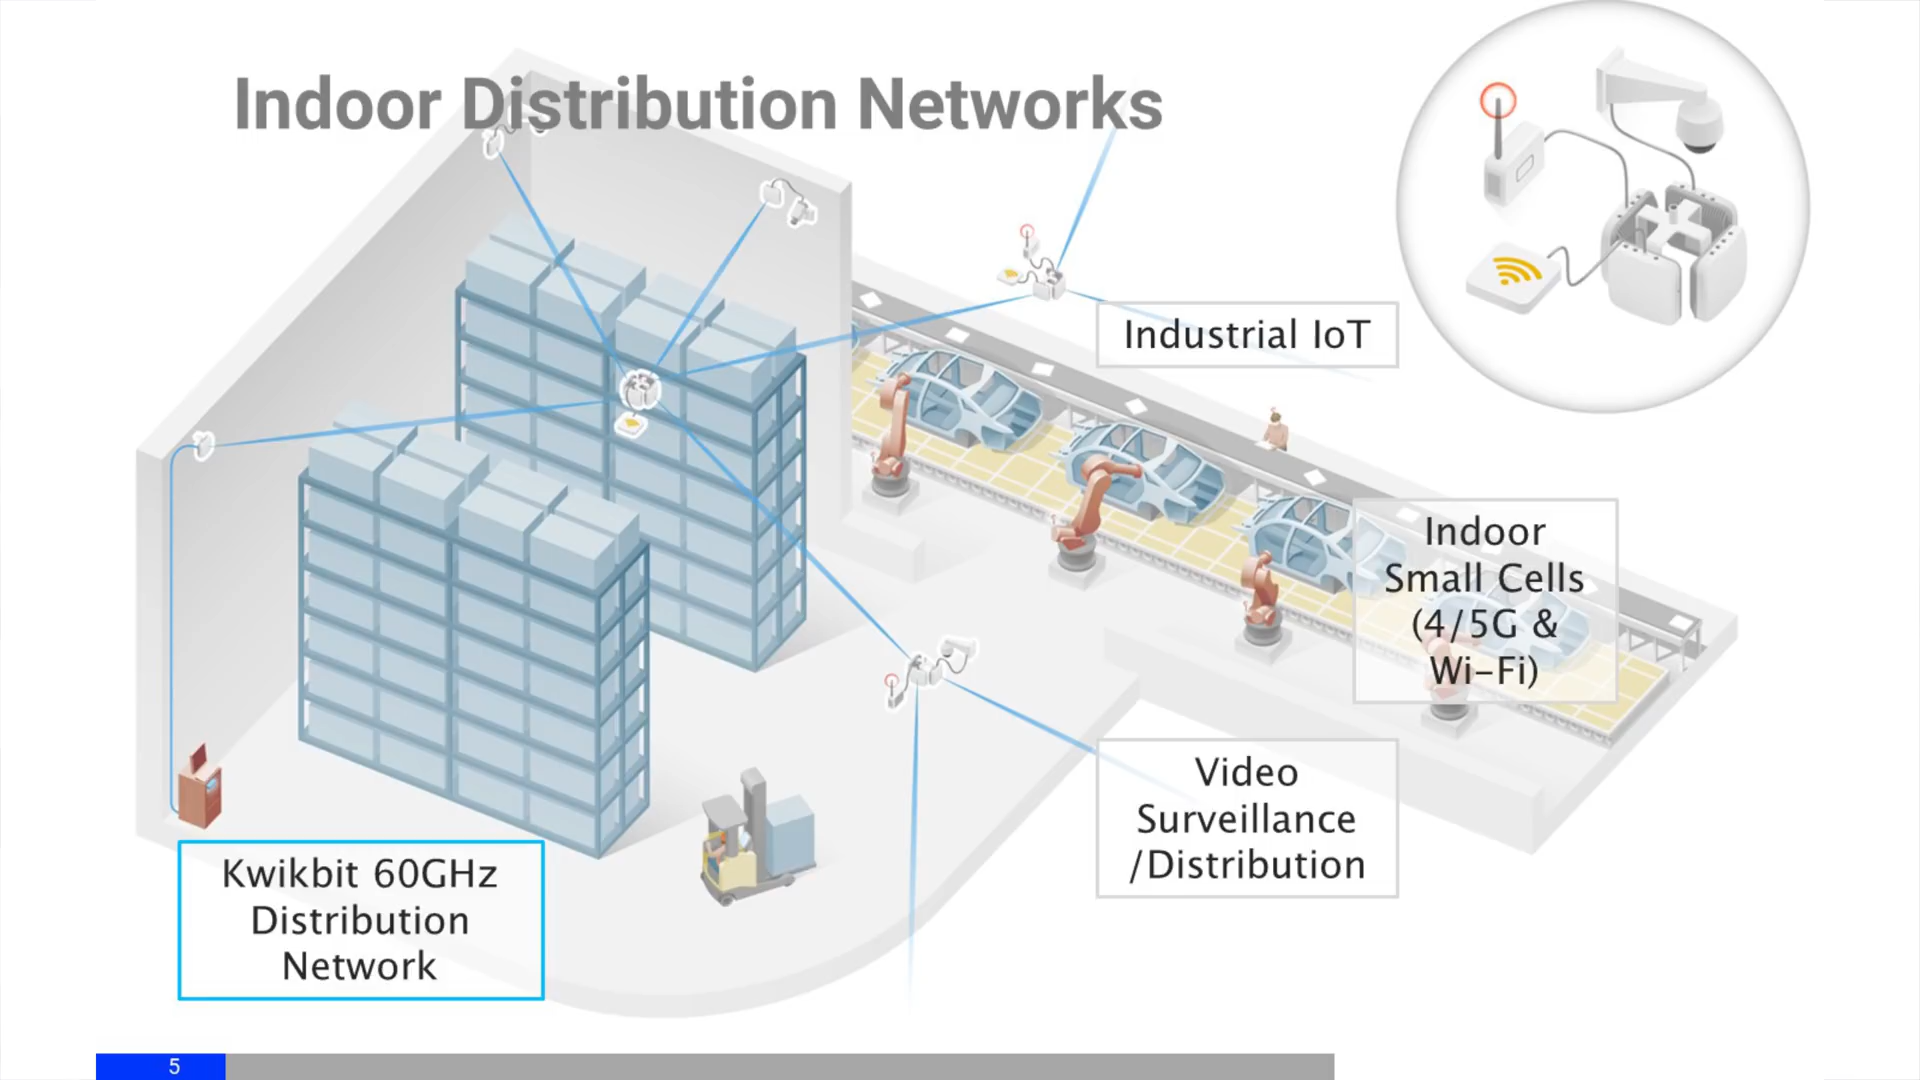 Indoor Distribution Networks
Industrial IoT
Indoor
Small Cells
(4/5G &
Wi-Fi)
Video
Surveillance
/Distribution
Kwikbit 60GHz
Distribution
Network
5